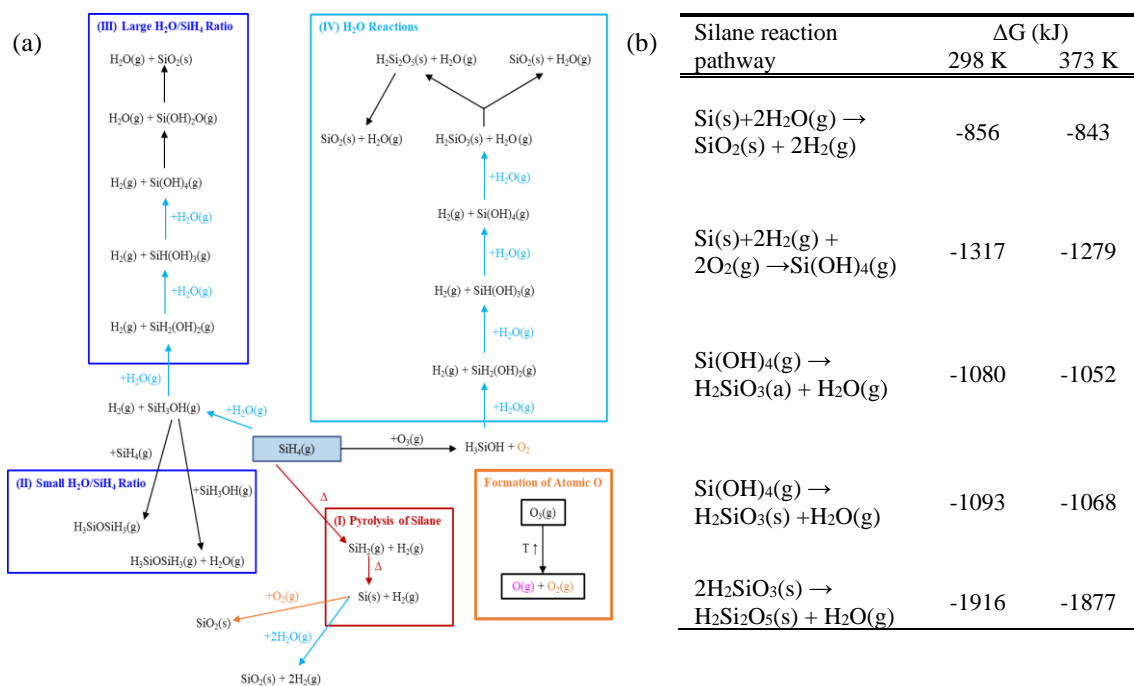 (a)
(III) Large H₂O/SiH₄ Ratio
H₂O(g) + SiO₂(s)
H₂O(g) + Si(OH)₂O(g)
H₂(g) + Si(OH)₄(g)
+H₂O(g)
H₂(g) + SiH(OH)₃(g)
+H₂O(g)
H₂(g) + SiH₂(OH)₂(g)
+H₂O(g)
H₂(g) + SiH₃OH(g)
+H₂O(g)
SiH₄(g)
+O₃(g)
H₃SiOH + O₂
(IV) H₂O Reactions
H₂Si₂O₅(s) + H₂O(g)
SiO₂(s) + H₂O(g)
SiO₂(s) + H₂O(g)
H₂SiO₃(s) + H₂O(g)
+H₂O(g)
H₂(g) + Si(OH)₄(g)
+H₂O(g)
H₂(g) + SiH(OH)₃(g)
+H₂O(g)
H₂(g) + SiH₂(OH)₂(g)
+H₂O(g)
+SiH₄(g)
(II) Small H₂O/SiH₄ Ratio
+SiH₃OH(g)
H₃SiOSiH₃(g)
H₃SiOSiH₃(g) + H₂O(g)
Δ
(I) Pyrolysis of Silane
SiH₂(g) + H₂(g)
Δ
Si(s) + H₂(g)
+O₂(g)
SiO₂(s)
+2H₂O(g)
SiO₂(s) + 2H₂(g)
Formation of Atomic O
O₃(g)
T ↑
O(g) + O₂(g)
(b)
Silane reaction pathway ΔG (kJ)
298 K 373 K
Si(s)+2H₂O(g) →
SiO₂(s) + 2H₂(g) -856 -843
Si(s)+2H₂(g) +
2O₂(g) →Si(OH)₄(g) -1317 -1279
Si(OH)₄(g) →
H₂SiO₃(a) + H₂O(g) -1080 -1052
Si(OH)₄(g) →
H₂SiO₃(s) +H₂O(g) -1093 -1068
2H₂SiO₃(s) →
H₂Si₂O₅(s) + H₂O(g) -1916 -1877